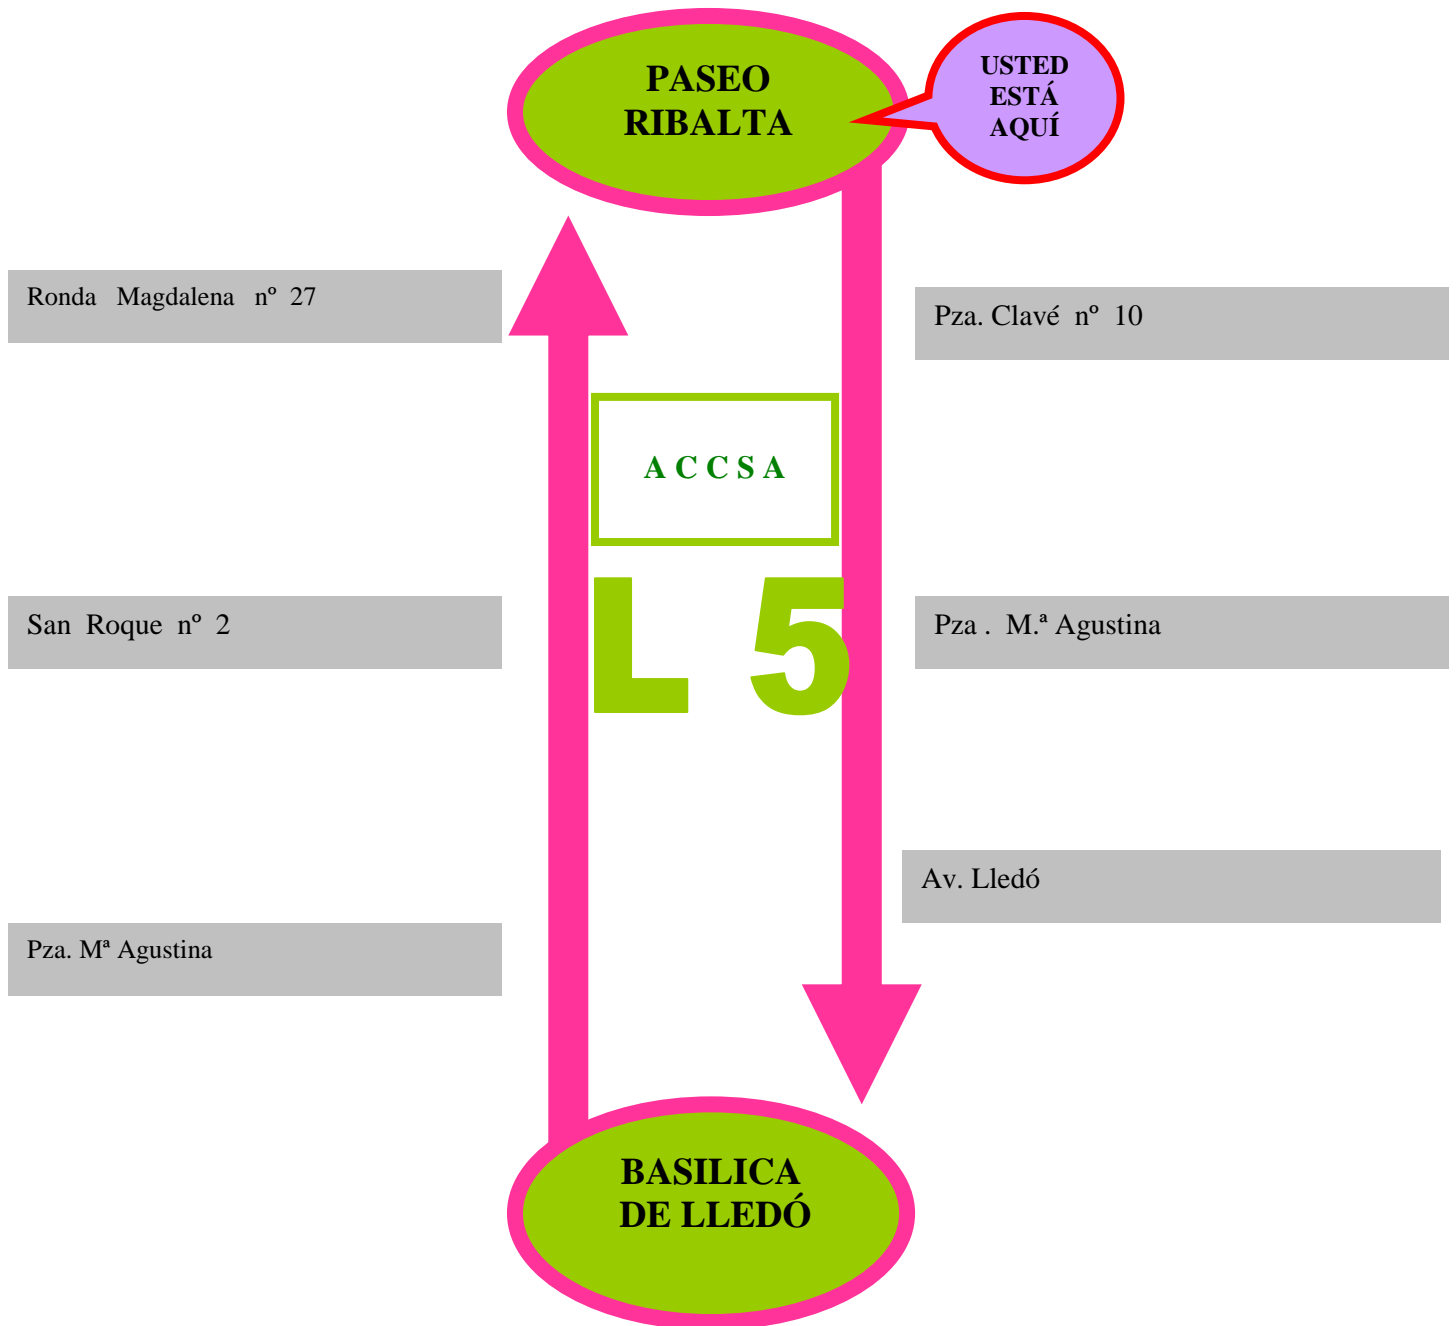 PASEO
RIBALTA
USTED
ESTÁ
AQUÍ
Ronda Magdalena nº 27
Pza. Clavé nº 10
A C C S A
San Roque nº 2
L 5
Pza . M.ª Agustina
Av. Lledó
Pza. Mª Agustina
BASILICA
DE LLEDÓ